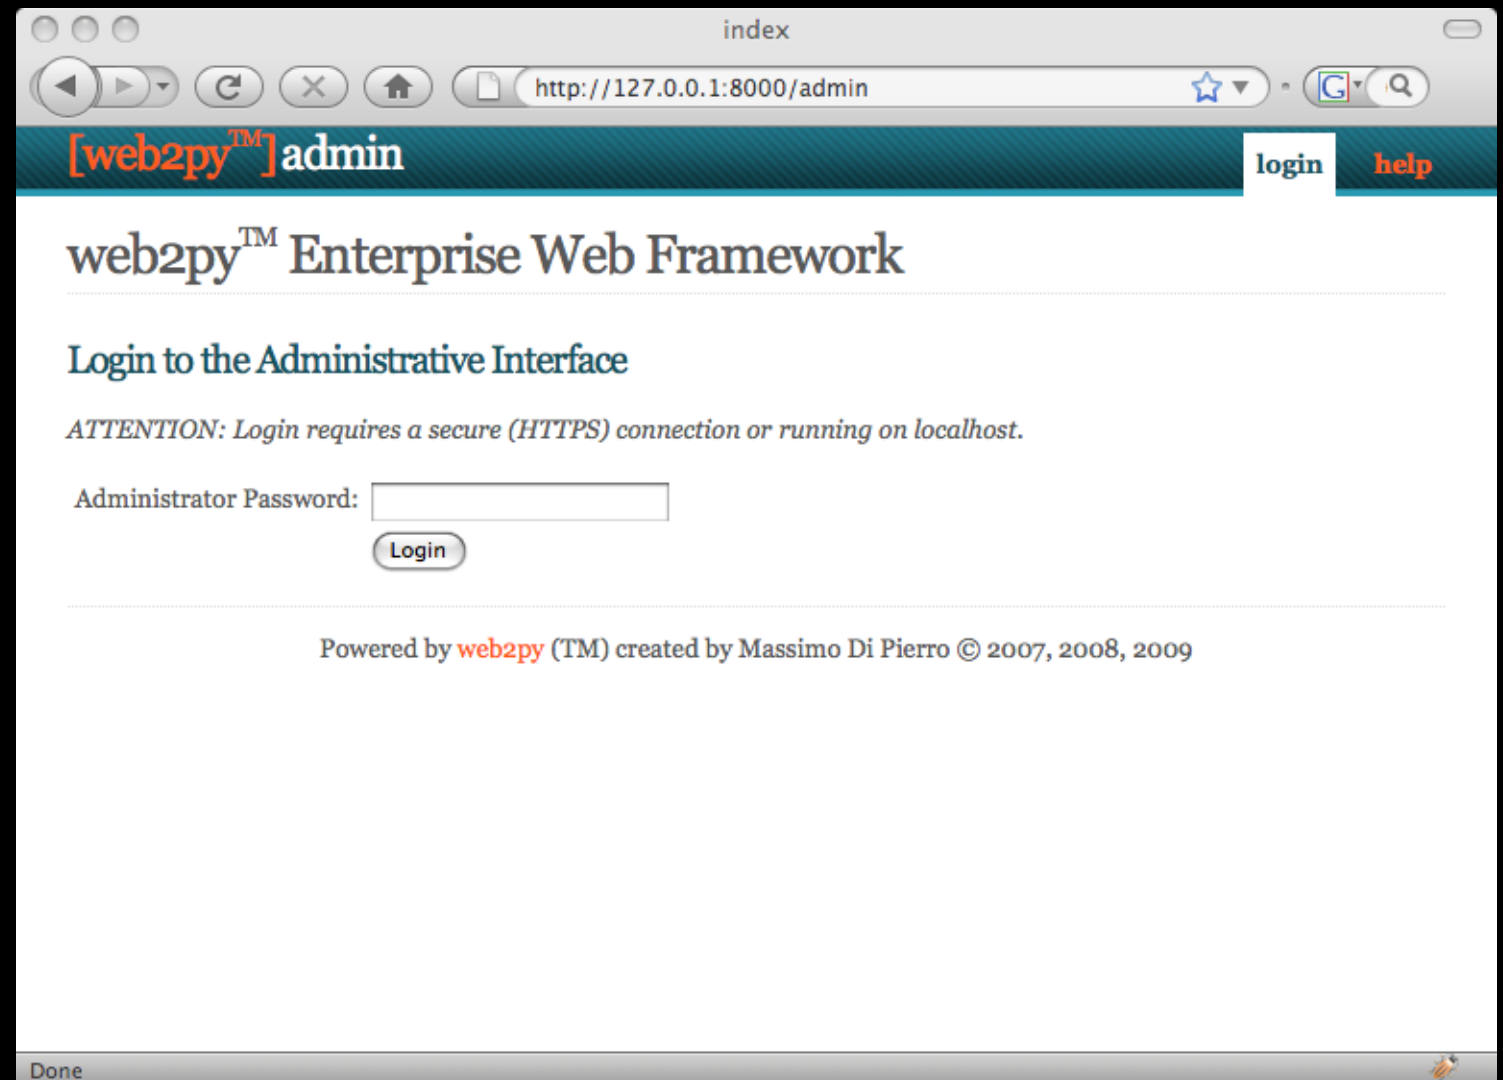 index
http://127.0.0.1:8000/admin
[web2py™] admin
login
help
web2py™ Enterprise Web Framework
Login to the Administrative Interface
ATTENTION: Login requires a secure (HTTPS) connection or running on localhost.
Administrator Password:
Login
Powered by web2py (TM) created by Massimo Di Pierro © 2007, 2008, 2009
Done